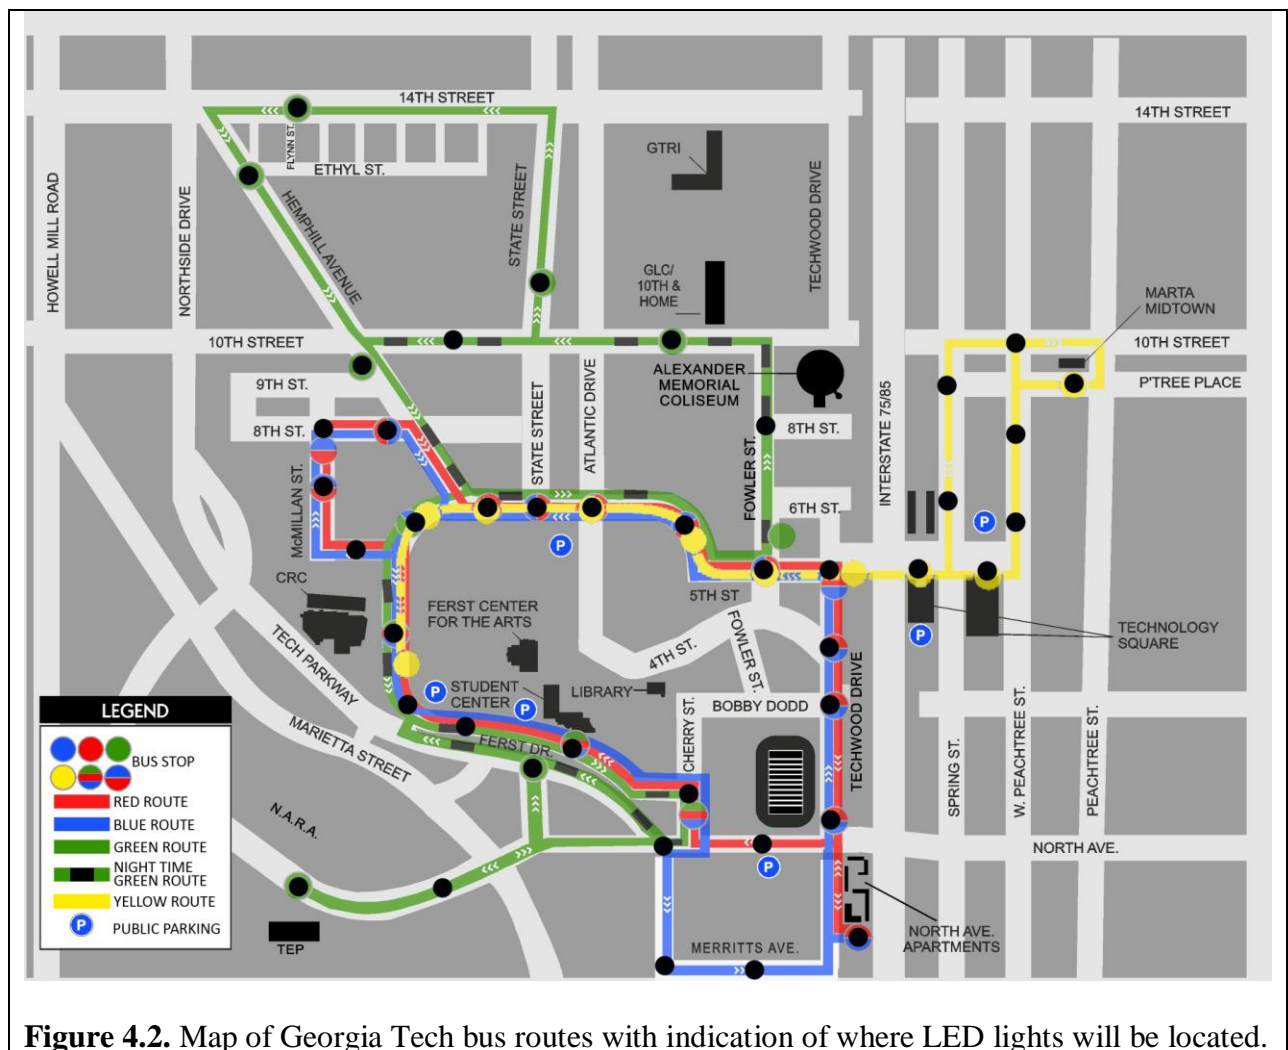 14TH STREET
14TH STREET
FLYNN ST.
ETHYL ST.
GTRI
HOWELL MILL ROAD
NORTHSIDE DRIVE
HEMPHILL AVENUE
STATE STREET
TECHWOOD DRIVE
GLC/
10TH &
HOME
MARTA
MIDTOWN
10TH STREET
10TH STREET
ALEXANDER
MEMORIAL
COLISEUM
P'TREE PLACE
9TH ST.
8TH ST.
8TH ST.
STATE STREET
ATLANTIC DRIVE
FOWLER ST.
INTERSTATE 75/85
McMILLAN ST.
6TH ST.
P
P
CRC
5TH ST
FERST CENTER
FOR THE ARTS
FOWLER ST.
TECHNOLOGY
SQUARE
P
TECH PARKWAY
4TH ST.
STUDENT
CENTER
LIBRARY
P
P
BOBBY DODD
CHERRY ST.
TECHWOOD DRIVE
MARIETTA STREET
FERST DR.
SPRING ST.
W. PEACHTREE ST.
PEACHTREE ST.
LEGEND
BUS STOP
RED ROUTE
BLUE ROUTE
GREEN ROUTE
NIGHT TIME
GREEN ROUTE
YELLOW ROUTE
P PUBLIC PARKING
N.A.R.A.
NORTH AVE.
P
TEP
MERRITTS AVE.
NORTH AVE.
APARTMENTS
Figure 4.2. Map of Georgia Tech bus routes with indication of where LED lights will be located.